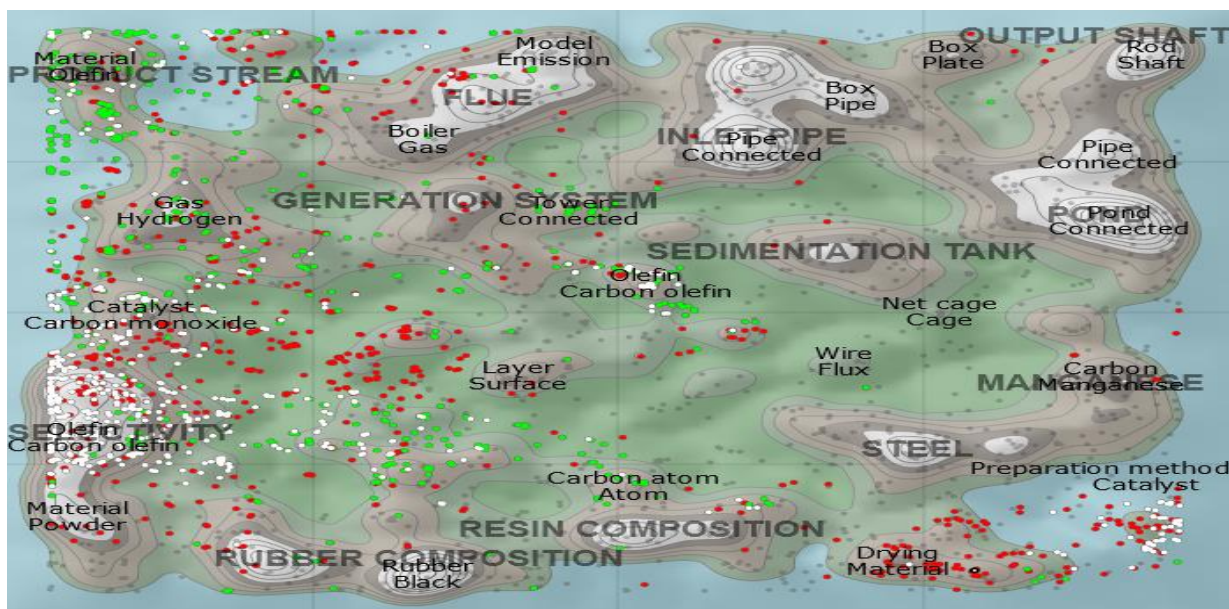 OUTPUT SHAFT
Material
Olefin
PRODUCT STREAM
Model
Emission
FLUE
Boiler
Gas
Box
Plate
Rod
Shaft
Box
Pipe
INLET PIPE
Pipe
Connected
Pipe
Connected
Gas
Hydrogen
GENERATION SYSTEM
Tower
Connected
Pond
Connected
SEDIMENTATION TANK
Olefin
Carbon olefin
Catalyst
Carbon monoxide
Net cage
Cage
Layer
Surface
Wire
Flux
Carbon
Manganese
Olefin
Carbon olefin
STEEL
Carbon atom
Atom
Preparation method
Catalyst
Material
Powder
RESIN COMPOSITION
RUBBER COMPOSITION
Rubber
Black
Drying
Material